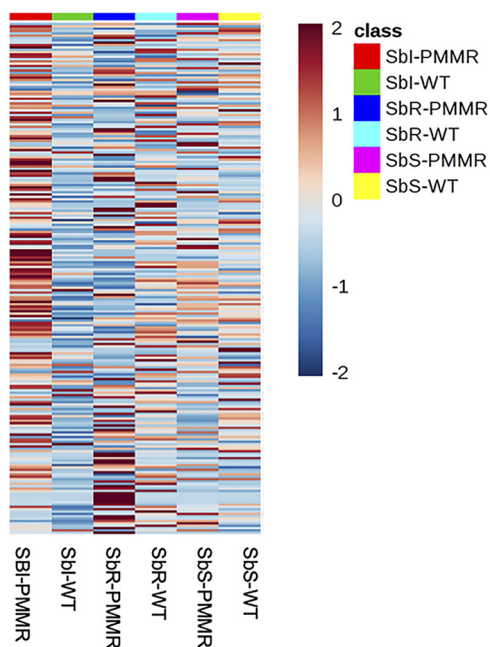 2
1
0
-1
-2
class
SbI-PMMR
SbI-WT
SbR-PMMR
SbR-WT
SbS-PMMR
SbS-WT
SBI-PMMR
SbI-WT
SbR-PMMR
SbR-WT
SbS-PMMR
SbS-WT